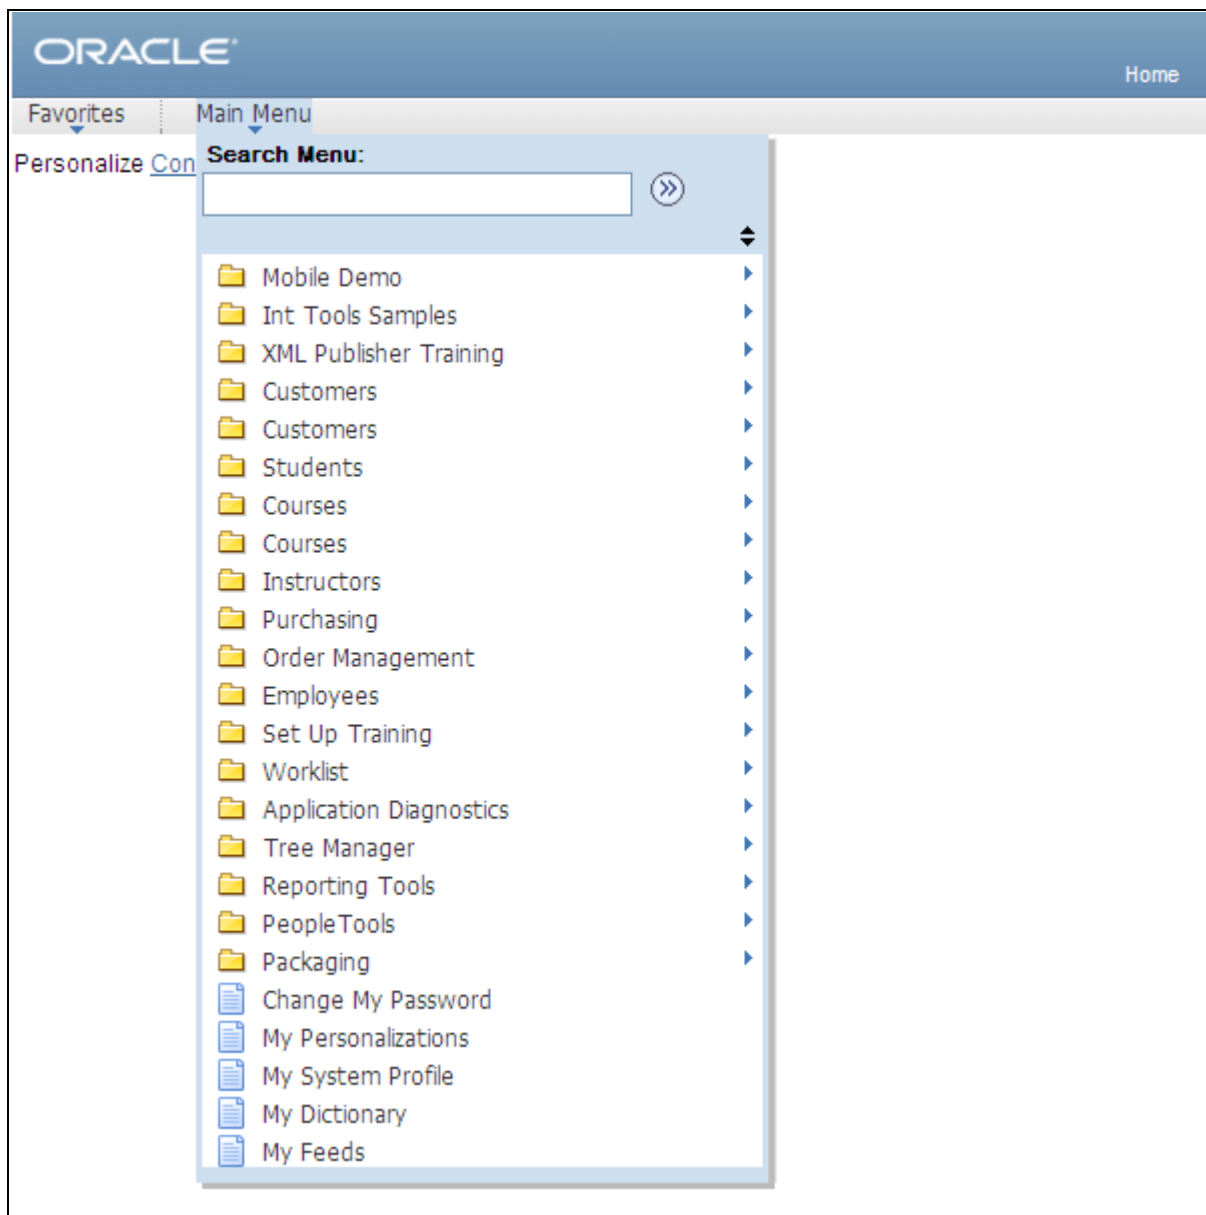 ORACLE
Home
Favorites Main Menu
Personalize Con
Search Menu:
Mobile Demo
Int Tools Samples
XML Publisher Training
Customers
Customers
Students
Courses
Courses
Instructors
Purchasing
Order Management
Employees
Set Up Training
Worklist
Application Diagnostics
Tree Manager
Reporting Tools
PeopleTools
Packaging
Change My Password
My Personalizations
My System Profile
My Dictionary
My Feeds